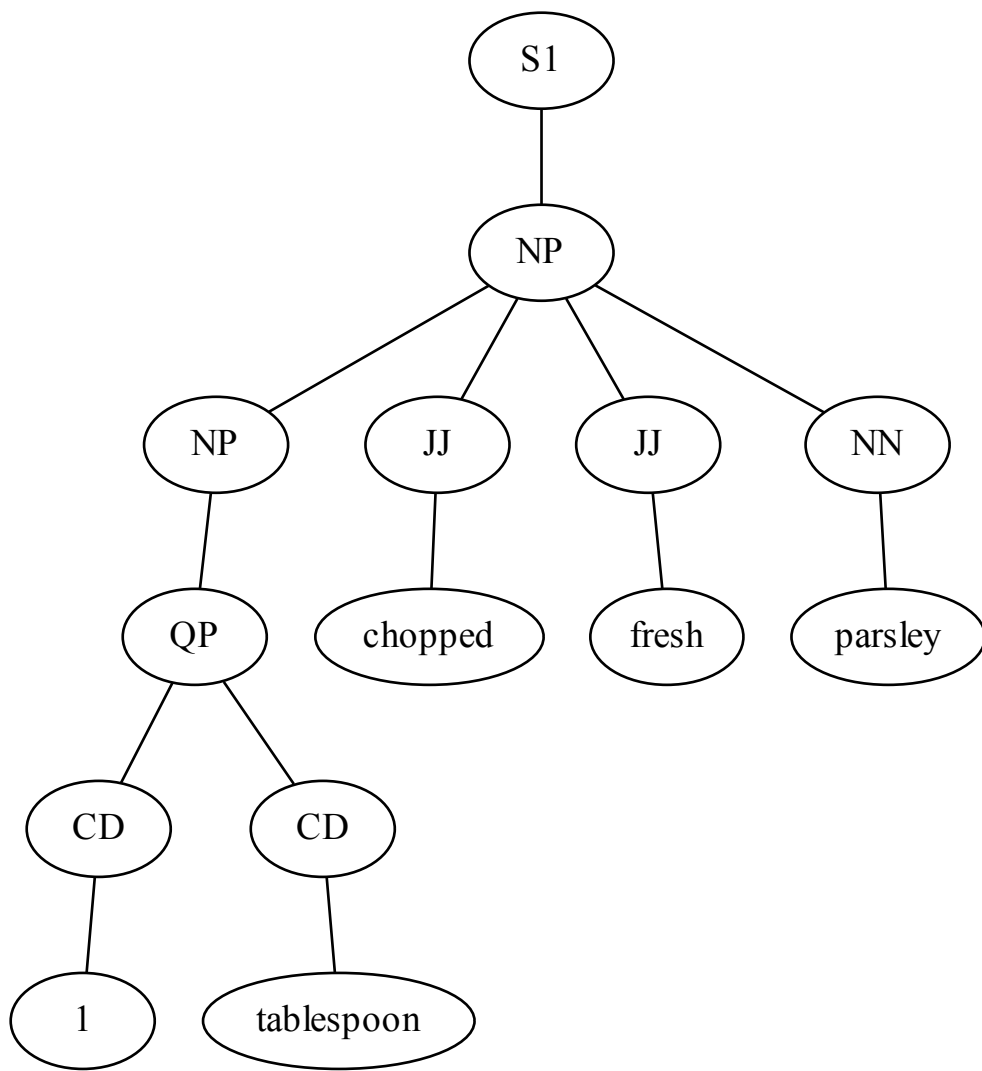 S1
NP
NP JJ JJ NN
QP chopped fresh parsley
CD CD
1 tablespoon